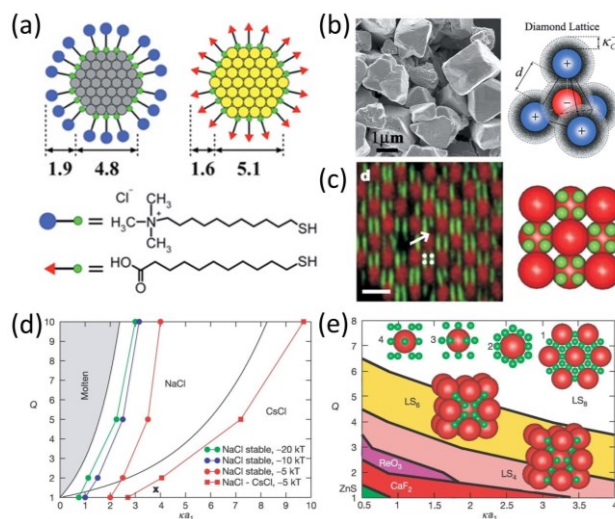 (a)
1.9
4.8
1.6
5.1
Cl⁻
CH₃
H₃C
N⁺
CH₃
SH
HO
O
SH
(b)
1μm
Diamond Lattice
κ⁻¹
d
+
−
+
+
+
(c)
d
(d)
Q
10
9
8
7
6
5
4
3
2
1
Molten
NaCl
CsCl
NaCl stable, −20 kT
NaCl stable, −10 kT
NaCl stable, −5 kT
NaCl - CsCl, −5 kT
x
0 1 2 3 4 5 6 7 8 9 10
(e)
Q
8
7
6
5
4
3
2
ZnS
1
4
3
2
1
LS₈
LS₆
LS₄
ReO₃
CaF₂
0.5 1 1.5 2 2.5 3 3.5